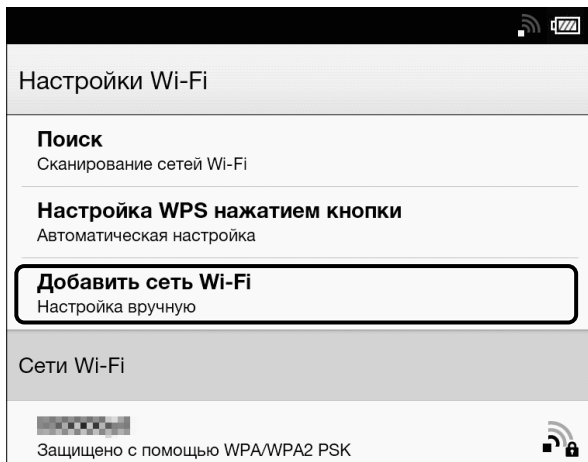 Настройки Wi-Fi
Поиск
Сканирование сетей Wi-Fi
Настройка WPS нажатием кнопки
Автоматическая настройка
Добавить сеть Wi-Fi
Настройка вручную
Сети Wi-Fi
Защищено с помощью WPA/WPA2 PSK